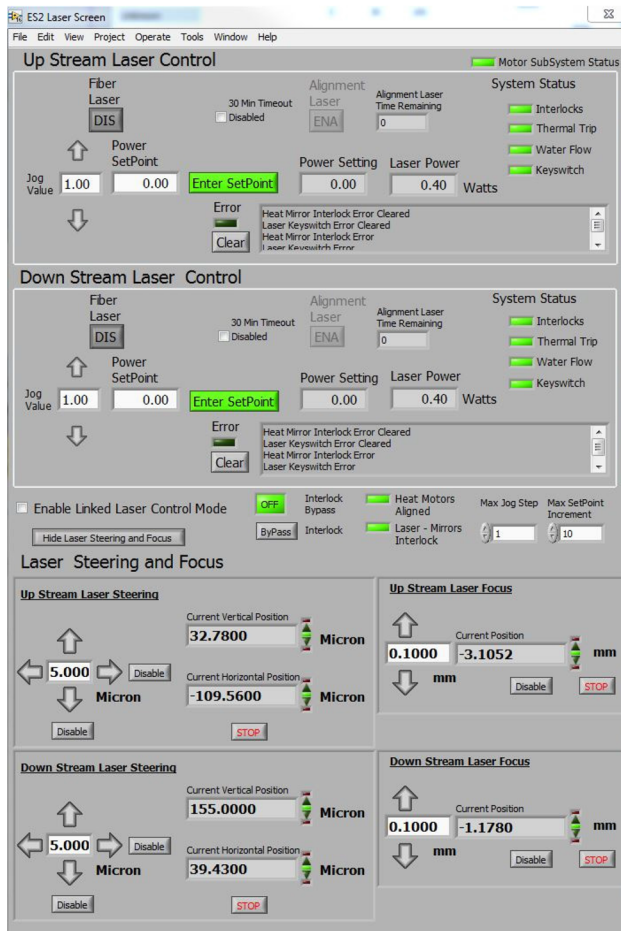 ES2 Laser Screen
File Edit View Project Operate Tools Window Help
Up Stream Laser Control
Motor SubSystem Status
Fiber
Laser
DIS
30 Min Timeout
Disabled
Alignment
Laser
ENA
Alignment Laser
Time Remaining
0
System Status
Interlocks
Thermal Trip
Water Flow
Keyswitch
Jog
Value
1.00
Power
SetPoint
0.00
Enter SetPoint
Power Setting
0.00
Laser Power
0.40
Watts
Error
Clear
Heat Mirror Interlock Error Cleared
Laser Keyswitch Error Cleared
Heat Mirror Interlock Error
Laser Keyswitch Error
Down Stream Laser Control
Fiber
Laser
DIS
30 Min Timeout
Disabled
Alignment
Laser
ENA
Alignment Laser
Time Remaining
0
System Status
Interlocks
Thermal Trip
Water Flow
Keyswitch
Jog
Value
1.00
Power
SetPoint
0.00
Enter SetPoint
Power Setting
0.00
Laser Power
0.40
Watts
Error
Clear
Heat Mirror Interlock Error Cleared
Laser Keyswitch Error Cleared
Heat Mirror Interlock Error
Laser Keyswitch Error
Enable Linked Laser Control Mode
Hide Laser Steering and Focus
OFF
Interlock
Bypass
ByPass
Interlock
Heat Motors
Aligned
Laser - Mirrors
Interlock
Max Jog Step
1
Max SetPoint
Increment
10
Laser Steering and Focus
Up Stream Laser Steering
5.000
Micron
Disable
Disable
Current Vertical Position
32.7800 Micron
Current Horizontal Position
-109.5600 Micron
STOP
Up Stream Laser Focus
0.1000
mm
Current Position
-3.1052 mm
Disable
STOP
Down Stream Laser Steering
5.000
Micron
Disable
Disable
Current Vertical Position
155.0000 Micron
Current Horizontal Position
39.4300 Micron
STOP
Down Stream Laser Focus
0.1000
mm
Current Position
-1.1780 mm
Disable
STOP